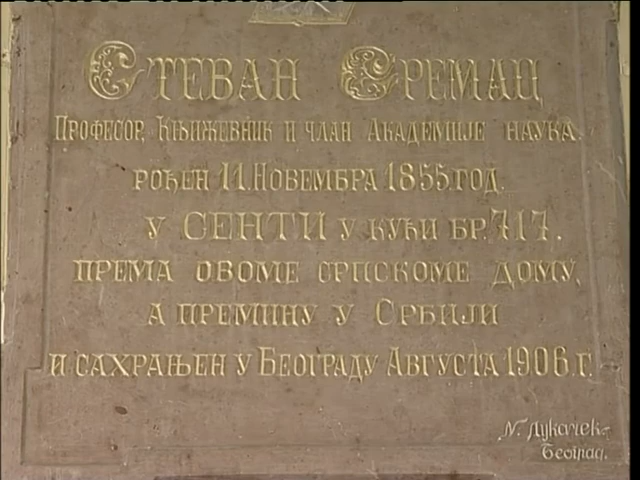 Стеван Сремац
Професор, Књижевник и члан Академије наука.
рођен 11. Новембра 1855. год.
у СЕНТИ у кући бр. 717.
према овоме српскоме дому,
а премину у Србији
и сахрањен у Београду Августа 1906. г.
Н. Лукачек-
Београд.